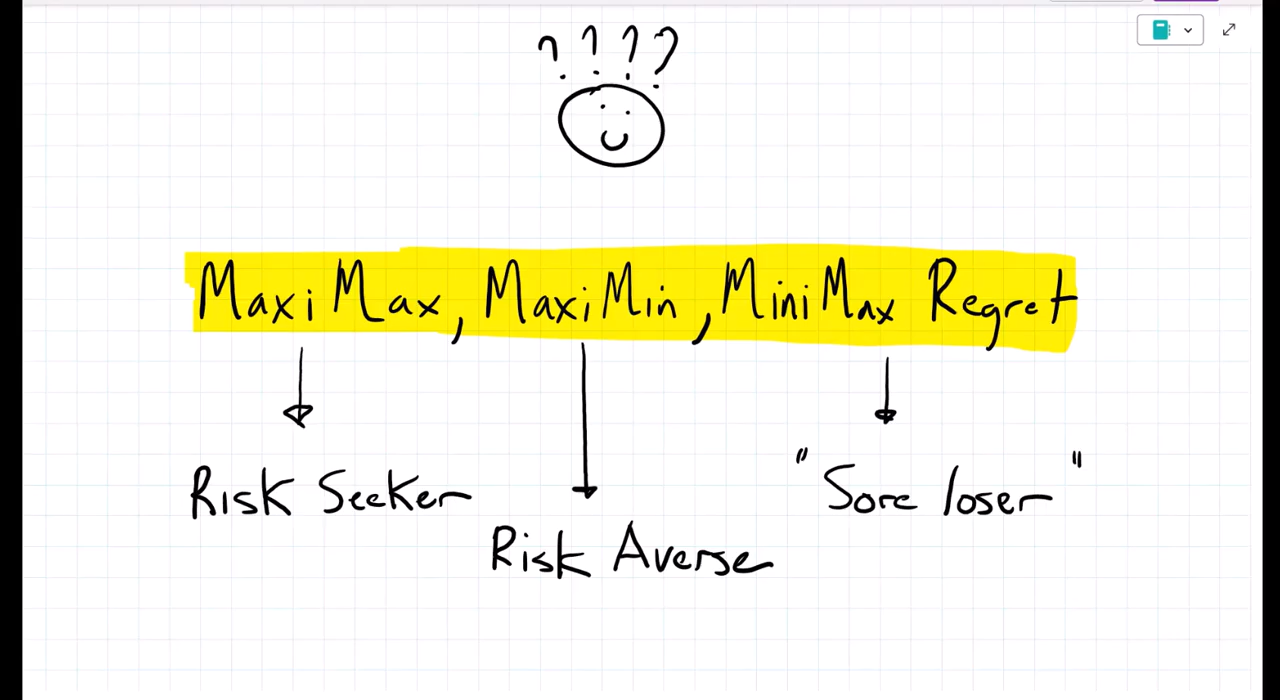 ? ? ? ?
MaxiMax, MaxiMin, MiniMax Regret
Risk Seeker
"Sore loser"
Risk Averse